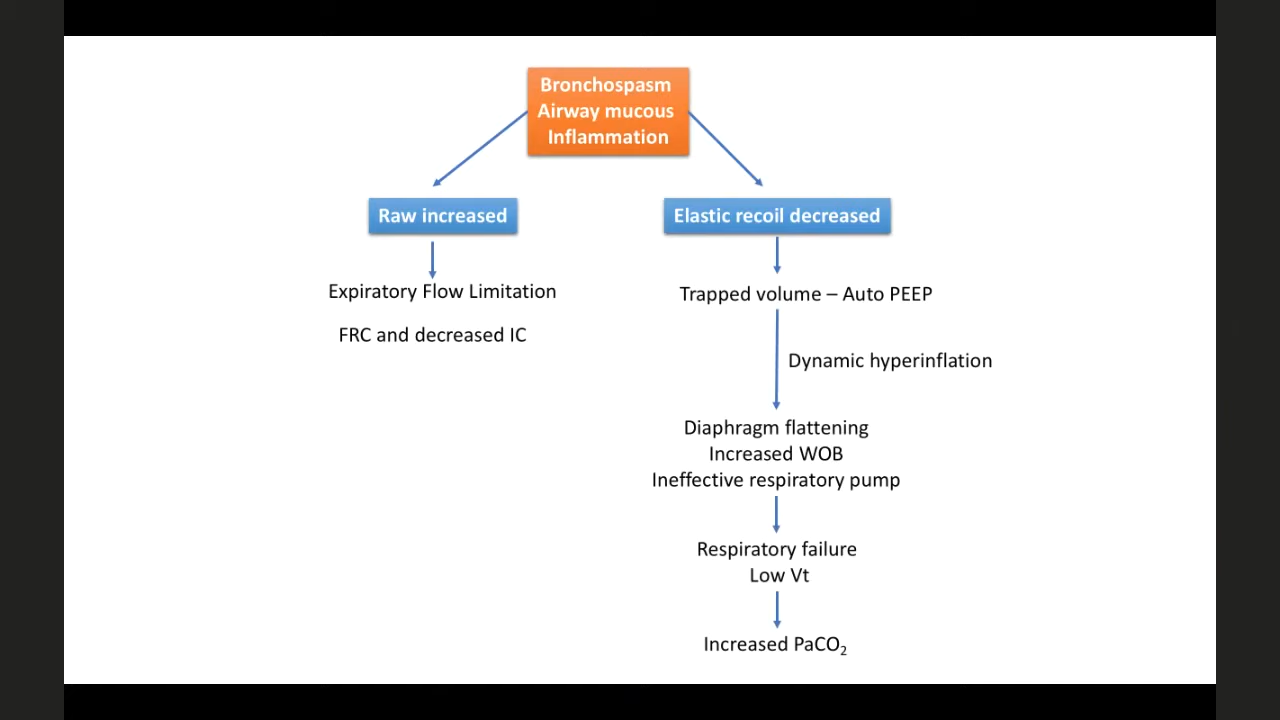 Bronchospasm
Airway mucous
Inflammation
Raw increased
Elastic recoil decreased
Expiratory Flow Limitation
Trapped volume – Auto PEEP
FRC and decreased IC
Dynamic hyperinflation
Diaphragm flattening
Increased WOB
Ineffective respiratory pump
Respiratory failure
Low Vt
Increased PaCO₂